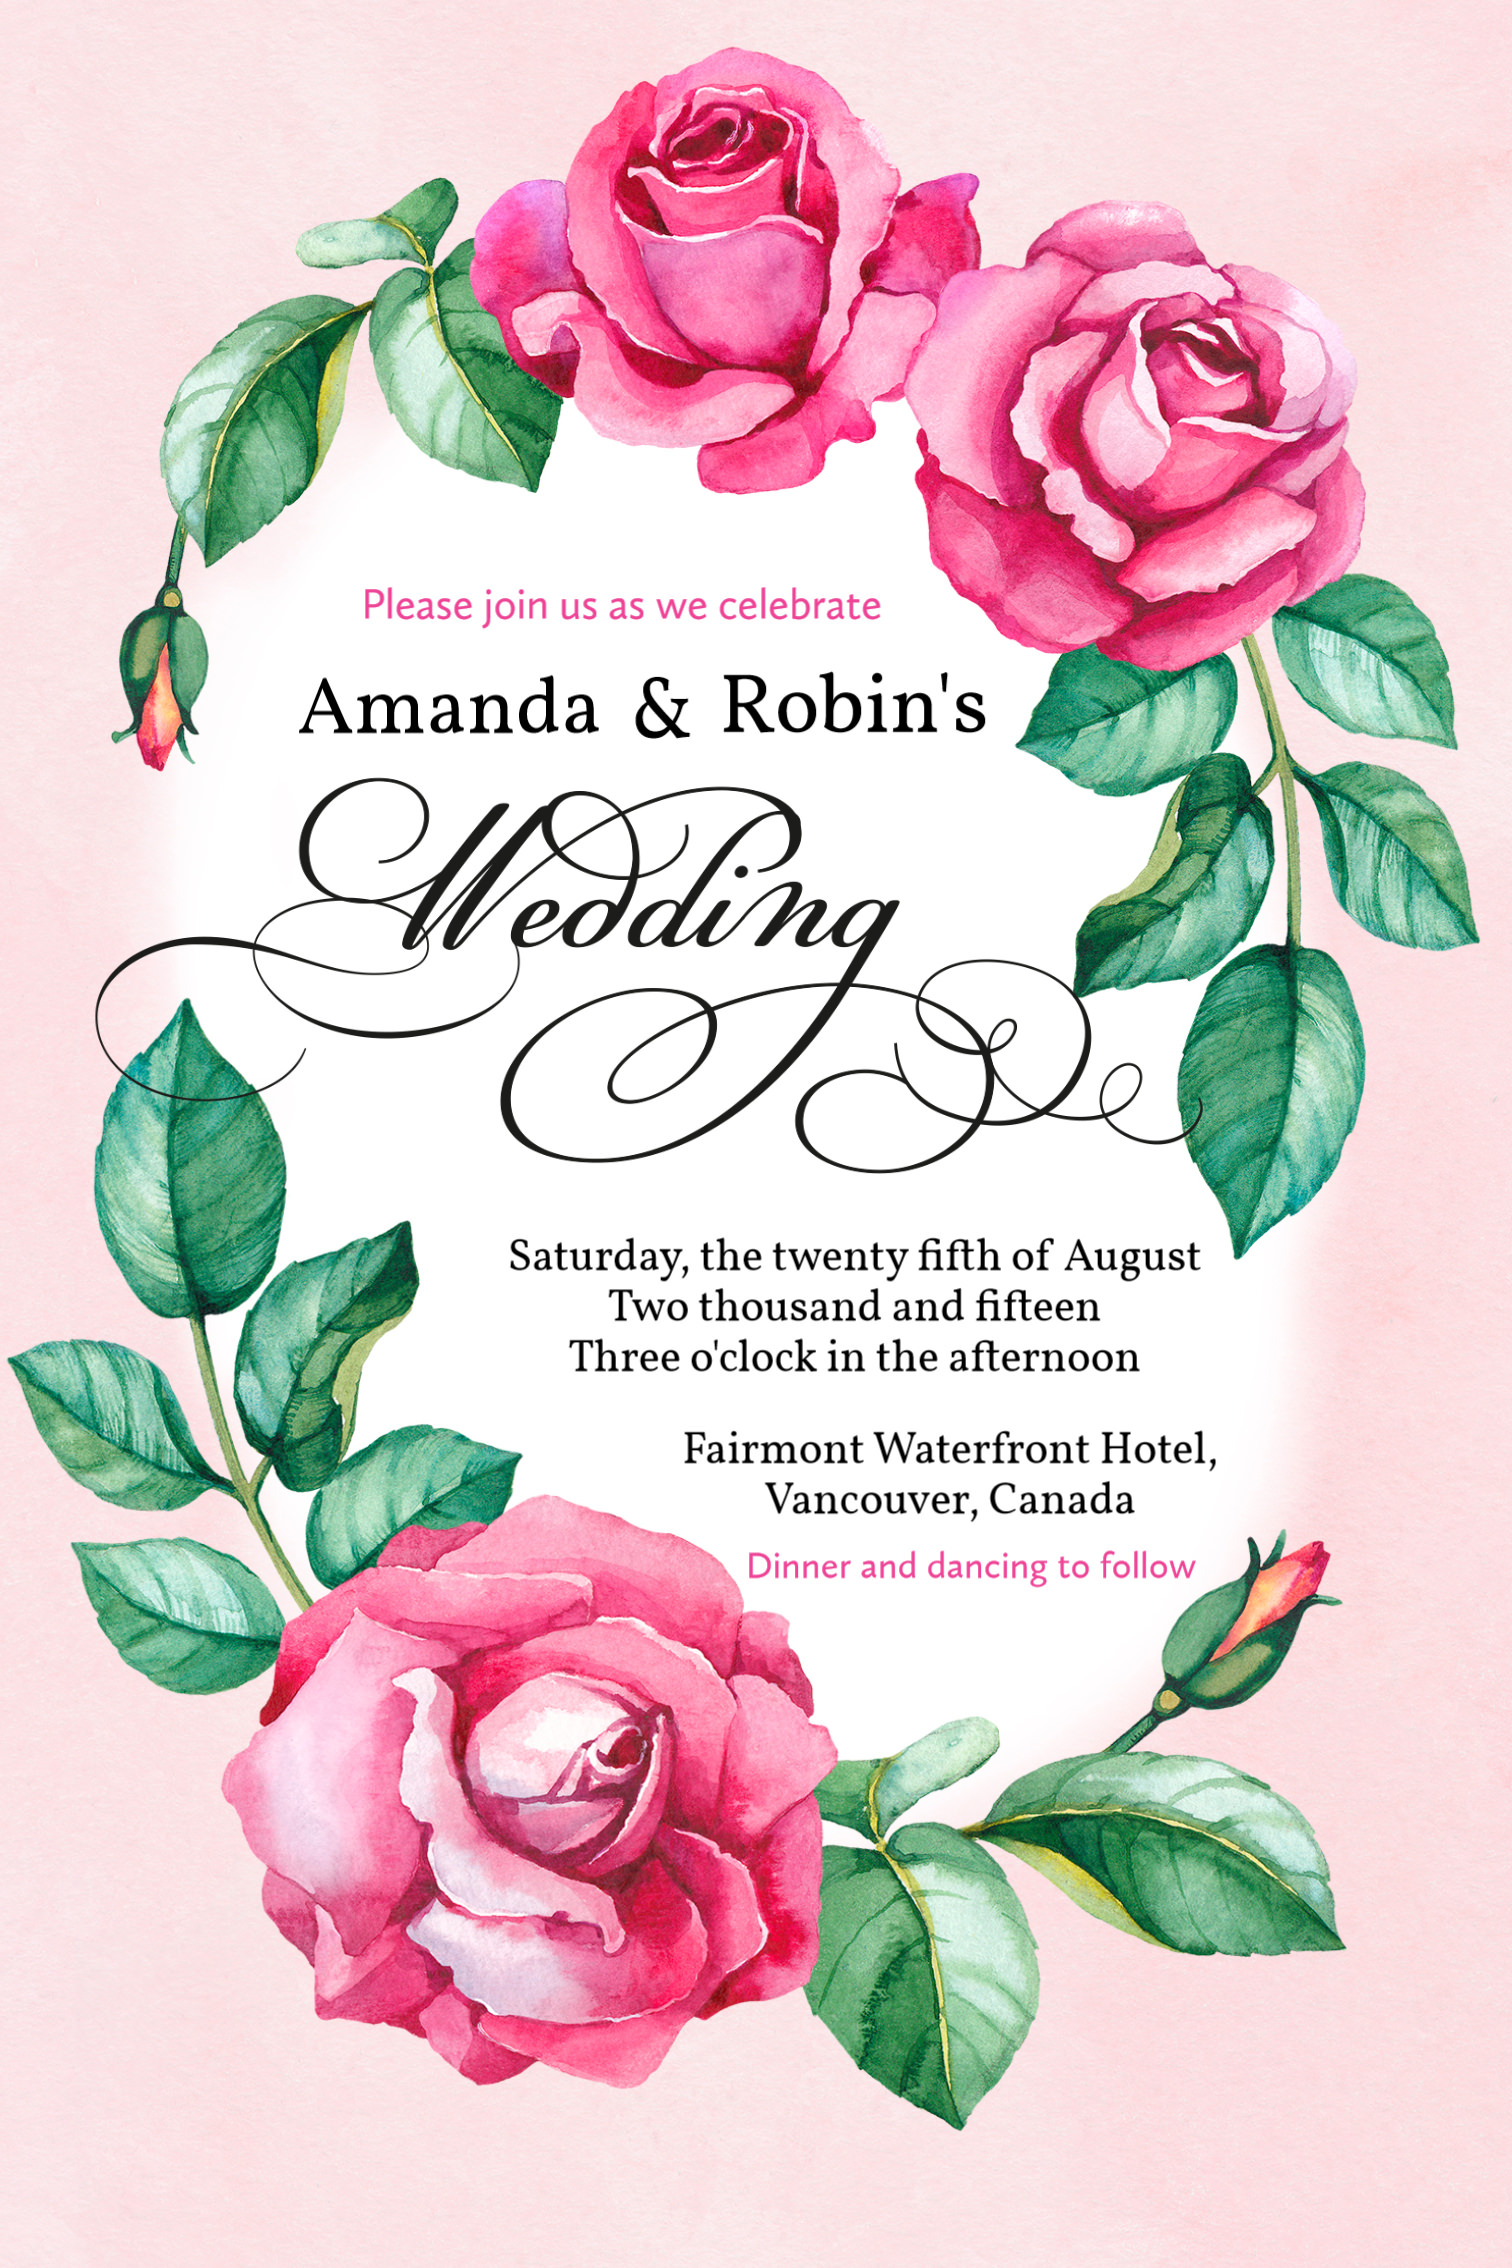 Please join us as we celebrate
Amanda & Robin's
Wedding
Saturday, the twenty fifth of August
Two thousand and fifteen
Three o'clock in the afternoon
Fairmont Waterfront Hotel,
Vancouver, Canada
Dinner and dancing to follow